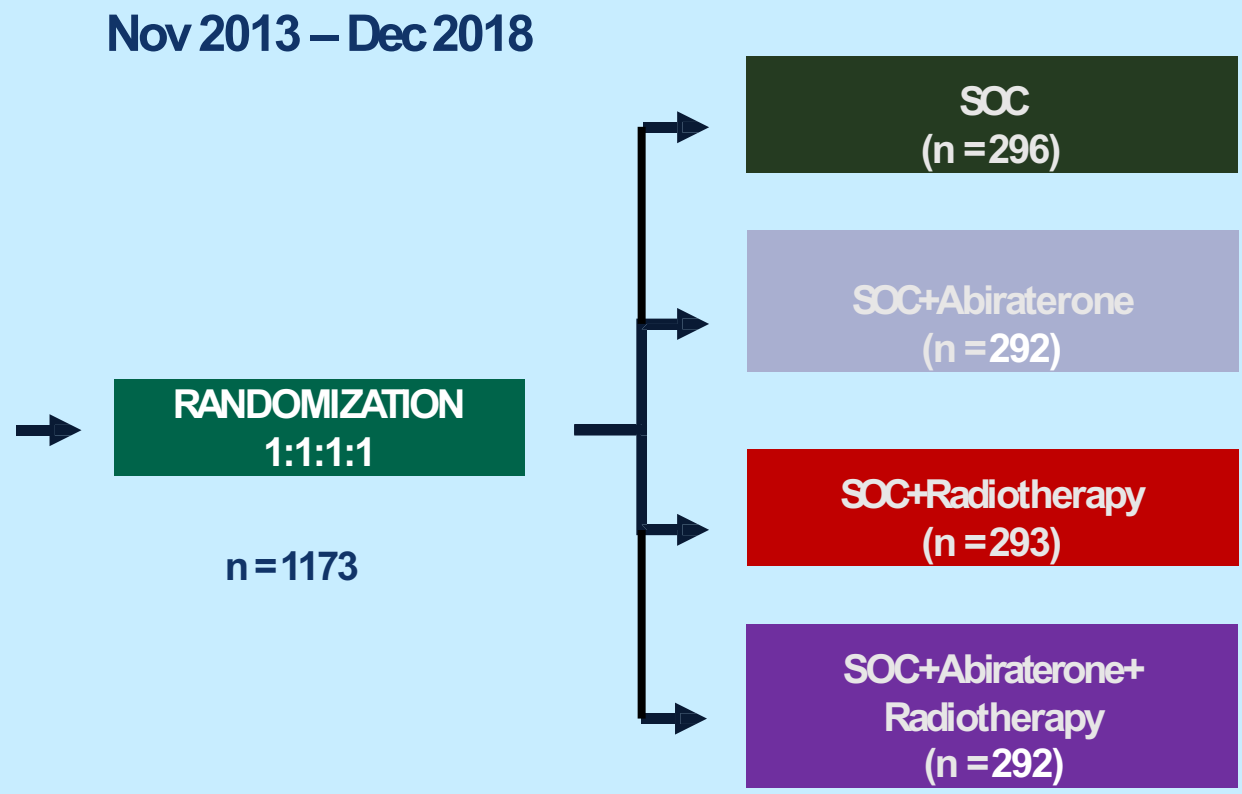 Nov 2013 – Dec 2018
SOC
(n = 296)
SOC+Abiraterone
(n = 292)
RANDOMIZATION
1:1:1:1
n = 1173
SOC+Radiotherapy
(n = 293)
SOC+Abiraterone+
Radiotherapy
(n = 292)